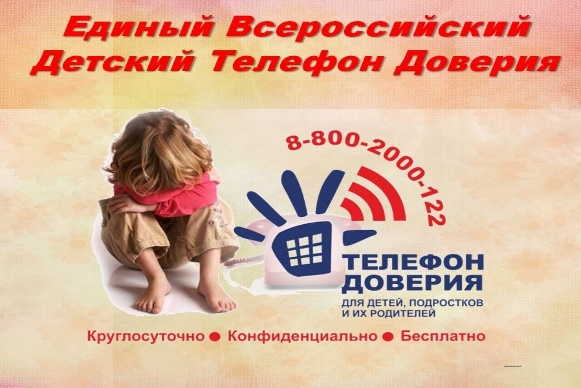 Единый Всероссийский
Детский Телефон Доверия
8-800-2000-122
ТЕЛЕФОН
ДОВЕРИЯ
ДЛЯ ДЕТЕЙ, ПОДРОСТКОВ
И ИХ РОДИТЕЛЕЙ
Круглосуточно ● Конфиденциально ● Бесплатно